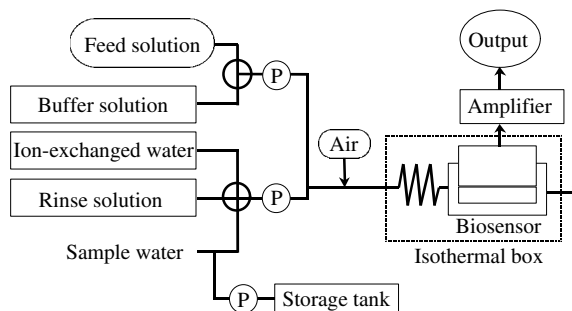 Feed solution
P
Buffer solution
Ion-exchanged water
Rinse solution
P
Sample water
P
Storage tank
Air
Output
Amplifier
Biosensor
Isothermal box